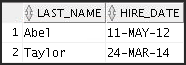 LAST_NAME HIRE_DATE
1 Abel 11-MAY-12
2 Taylor 24-MAR-14